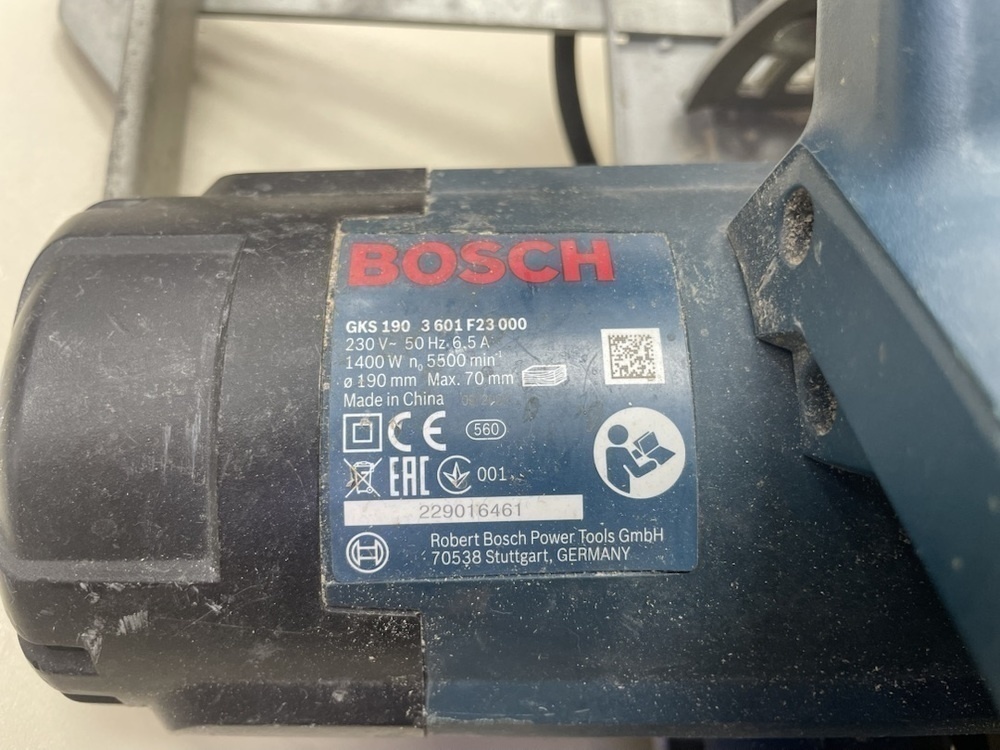 BOSCH
GKS 190 3 601 F23 000
230 V~ 50 Hz 6,5 A
1400 W n₀ 5500 min⁻¹
ø 190 mm Max. 70 mm
Made in China
CE 560
EAC 001
229016461
Robert Bosch Power Tools GmbH
70538 Stuttgart, GERMANY